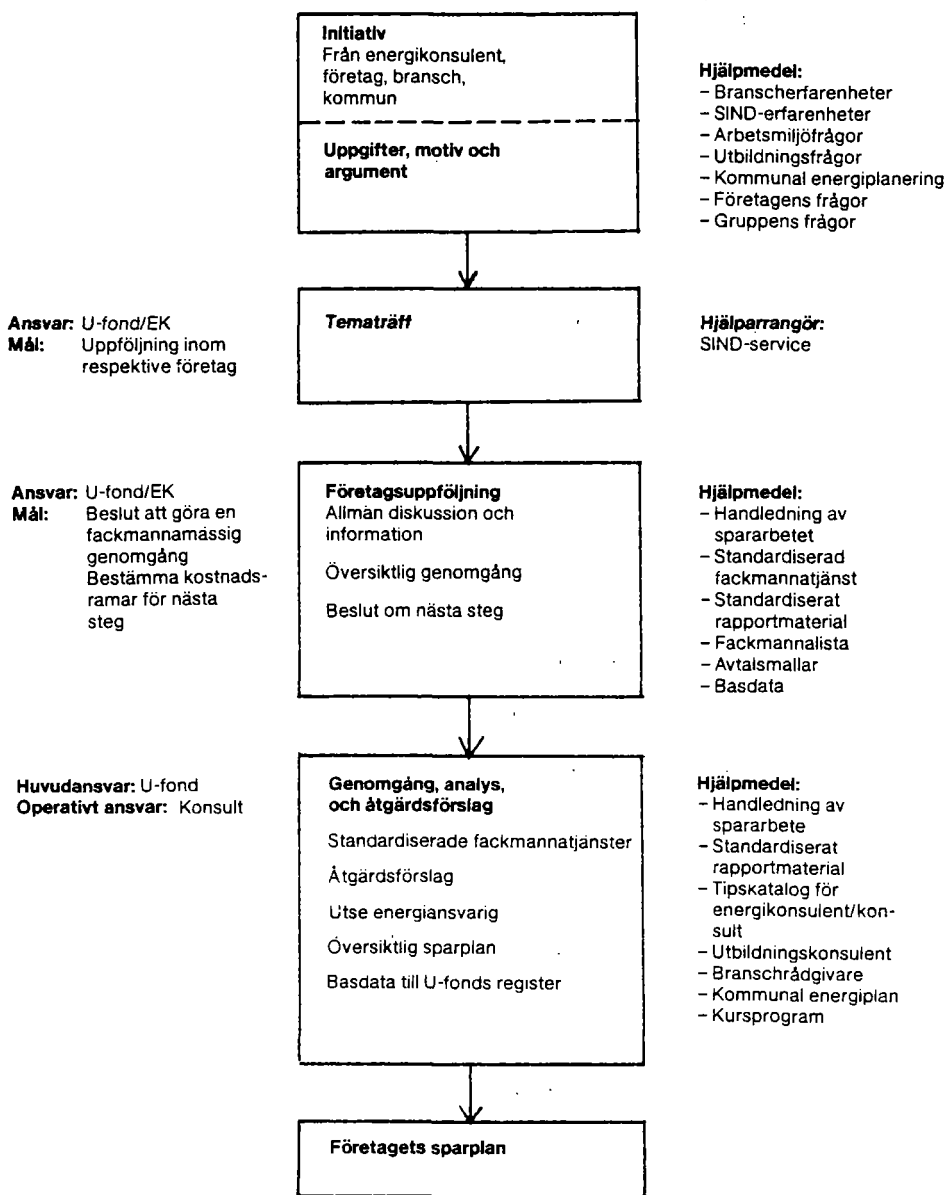 Initiativ
Från energikonsulent,
företag, bransch,
kommun
Uppgifter, motiv och
argument
Hjälpmedel:
– Branscherfarenheter
– SIND-erfarenheter
– Arbetsmiljöfrågor
– Utbildningsfrågor
– Kommunal energiplanering
– Företagens frågor
– Gruppens frågor
Ansvar: U-fond/EK
Mål: Uppföljning inom
respektive företag
Tematräff
Hjälparrangör:
SIND-service
Ansvar: U-fond/EK
Mål: Beslut att göra en
fackmannamässig
genomgång
Bestämma kostnads-
ramar för nästa
steg
Företagsuppföljning
Allmän diskussion och
information
Översiktlig genomgång
Beslut om nästa steg
Hjälpmedel:
– Handledning av
spararbetet
– Standardiserad
fackmannatjänst
– Standardiserat
rapportmaterial
– Fackmannalista
– Avtalsmallar
– Basdata
Huvudansvar: U-fond
Operativt ansvar: Konsult
Genomgång, analys,
och åtgärdsförslag
Standardiserade fackmannatjänster
Åtgärdsförslag
Utse energiansvarig
Översiktlig sparplan
Basdata till U-fonds register
Hjälpmedel:
– Handledning av
spararbete
– Standardiserat
rapportmaterial
– Tipskatalog för
energikonsulent/kon-
sult
– Utbildningskonsulent
– Branschrådgivare
– Kommunal energiplan
– Kursprogram
Företagets sparplan